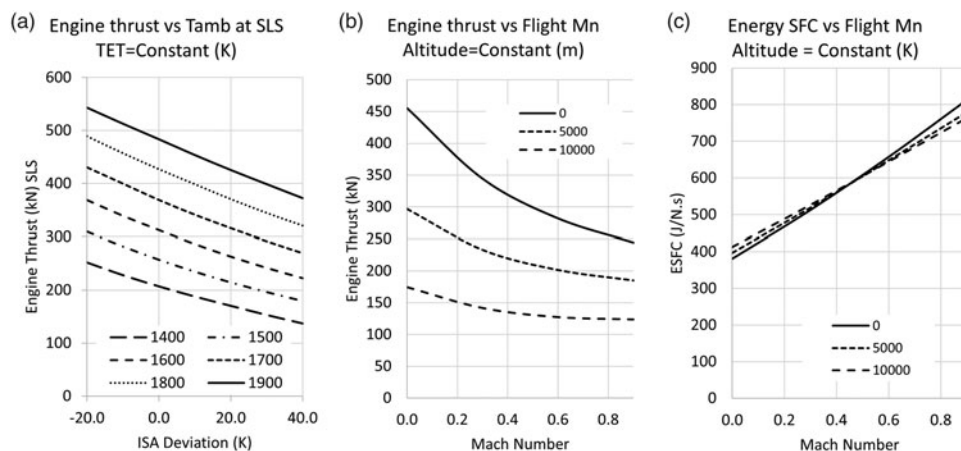 (a) Engine thrust vs Tamb at SLS
TET=Constant (K)
Engine Thrust (kN) SLS
600
500
400
300
200
100
0
1400 1500
1600 1700
1800 1900
-20.0 0.0 20.0 40.0
ISA Deviation (K)
(b) Engine thrust vs Flight Mn
Altitude=Constant (m)
Engine Thrust (kN)
500
450
400
350
300
250
200
150
100
50
0
0
5000
10000
0.0 0.2 0.4 0.6 0.8
Mach Number
(c) Energy SFC vs Flight Mn
Altitude = Constant (K)
ESFC (J/N.s)
900
800
700
600
500
400
300
200
100
0
0
5000
10000
0.0 0.2 0.4 0.6 0.8
Mach Number